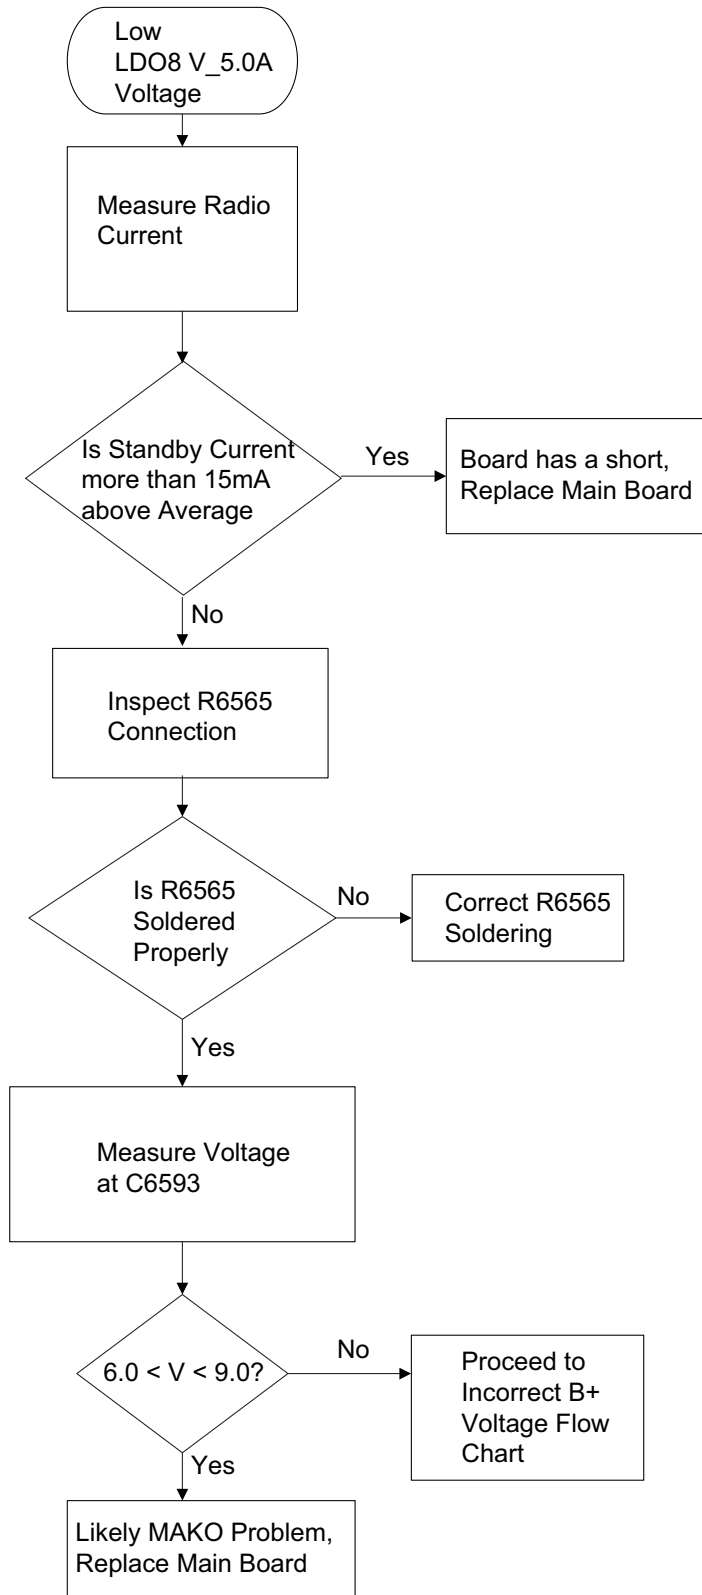 Low
LDO8 V_5.0A
Voltage
Measure Radio
Current
Is Standby Current
more than 15mA
above Average
Yes
Board has a short,
Replace Main Board
No
Inspect R6565
Connection
Is R6565
Soldered
Properly
No
Correct R6565
Soldering
Yes
Measure Voltage
at C6593
6.0 < V < 9.0?
No
Proceed to
Incorrect B+
Voltage Flow
Chart
Yes
Likely MAKO Problem,
Replace Main Board